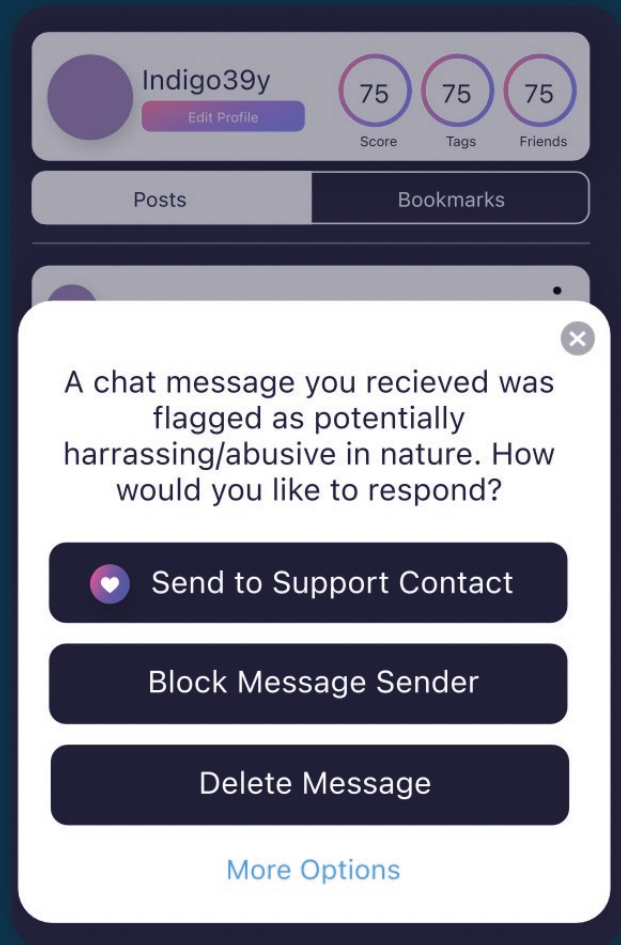 Indigo39y
Edit Profile
75 75 75
Score Tags Friends
Posts Bookmarks
A chat message you recieved was
flagged as potentially
harrassing/abusive in nature. How
would you like to respond?
Send to Support Contact
Block Message Sender
Delete Message
More Options